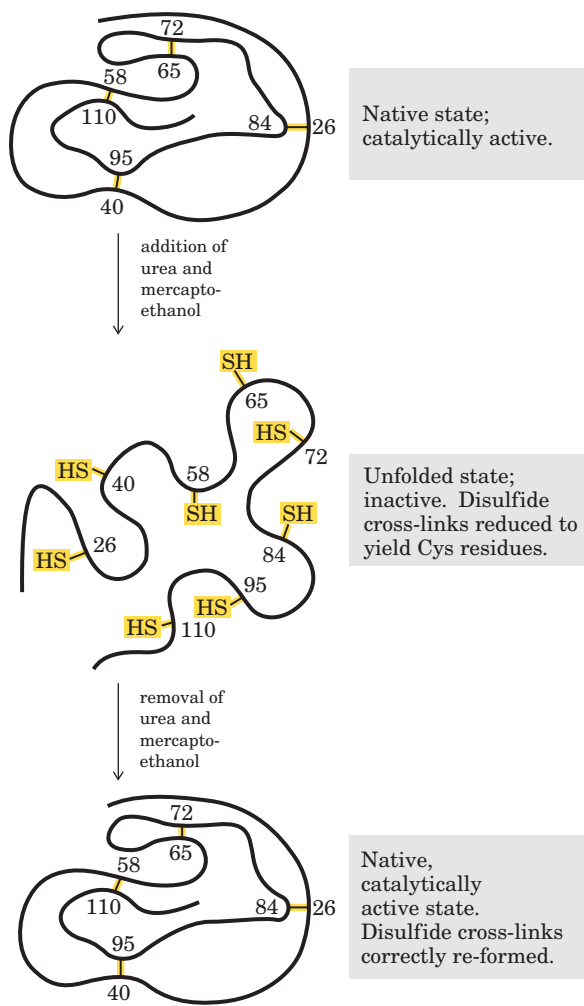 72
65
58
110
84
26
95
40
Native state;
catalytically active.
addition of
urea and
mercapto-
ethanol
SH
65
HS
72
HS
40
58
SH
SH
84
HS
26
95
HS
HS
110
Unfolded state;
inactive. Disulfide
cross-links reduced to
yield Cys residues.
removal of
urea and
mercapto-
ethanol
72
65
58
110
84
26
95
40
Native,
catalytically
active state.
Disulfide cross-links
correctly re-formed.